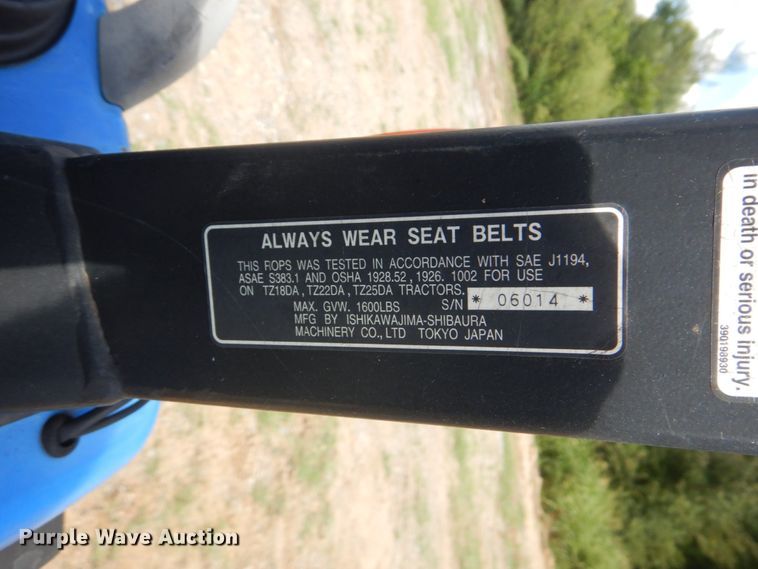 ALWAYS WEAR SEAT BELTS
THIS ROPS WAS TESTED IN ACCORDANCE WITH SAE J1194,
ASAE S383.1 AND OSHA 1928.52 ,1926. 1002 FOR USE
ON TZ18DA , TZ22DA , TZ25DA TRACTORS.
MAX. GVW. 1600LBS S/N * 06014 *
MFG BY ISHIKAWAJIMA-SHIBAURA
MACHINERY CO., LTD TOKYO JAPAN
in death or serious injury.
390198930
Purple Wave Auction